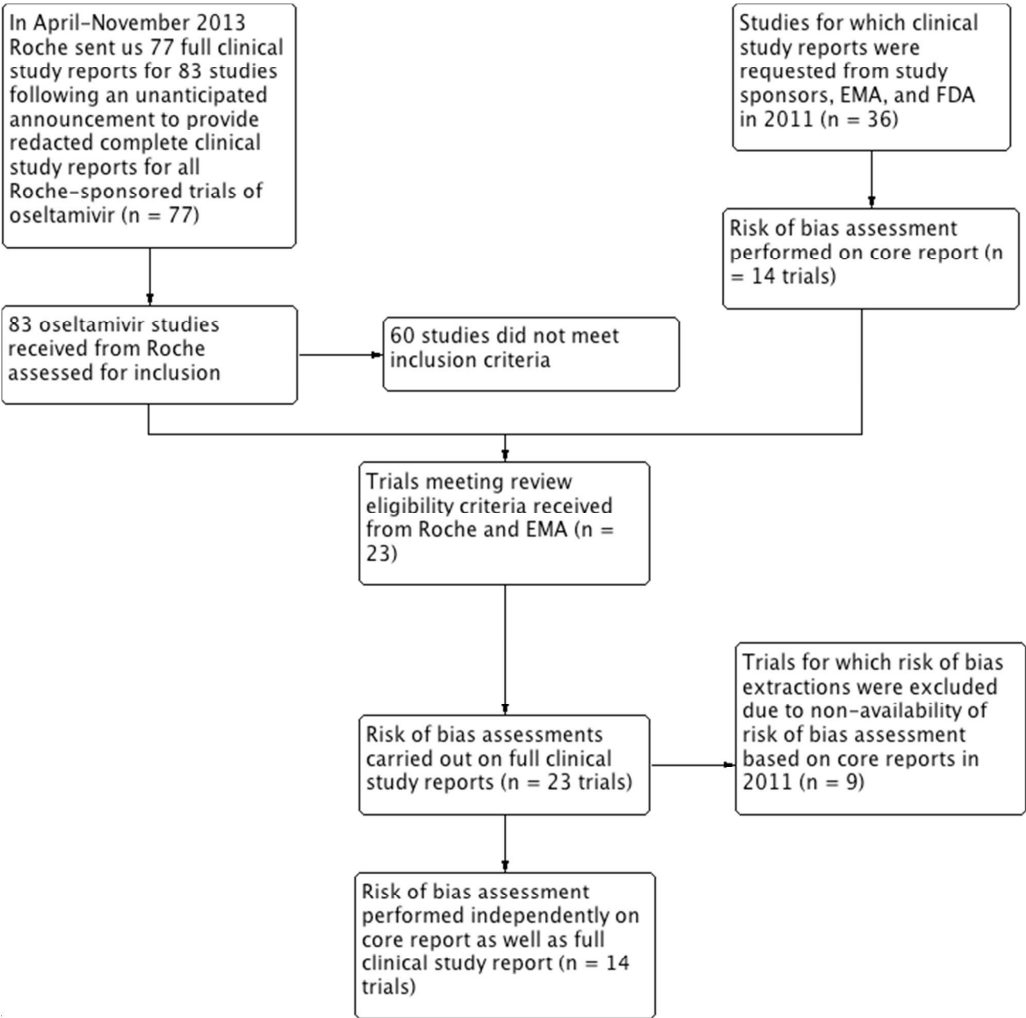 In April-November 2013
Roche sent us 77 full clinical
study reports for 83 studies
following an unanticipated
announcement to provide
redacted complete clinical
study reports for all
Roche-sponsored trials of
oseltamivir (n = 77)
Studies for which clinical
study reports were
requested from study
sponsors, EMA, and FDA
in 2011 (n = 36)
Risk of bias assessment
performed on core report (n
= 14 trials)
83 oseltamivir studies
received from Roche
assessed for inclusion
60 studies did not meet
inclusion criteria
Trials meeting review
eligibility criteria received
from Roche and EMA (n =
23)
Risk of bias assessments
carried out on full clinical
study reports (n = 23 trials)
Trials for which risk of bias
extractions were excluded
due to non-availability of
risk of bias assessment
based on core reports in
2011 (n = 9)
Risk of bias assessment
performed independently on
core report as well as full
clinical study report (n = 14
trials)